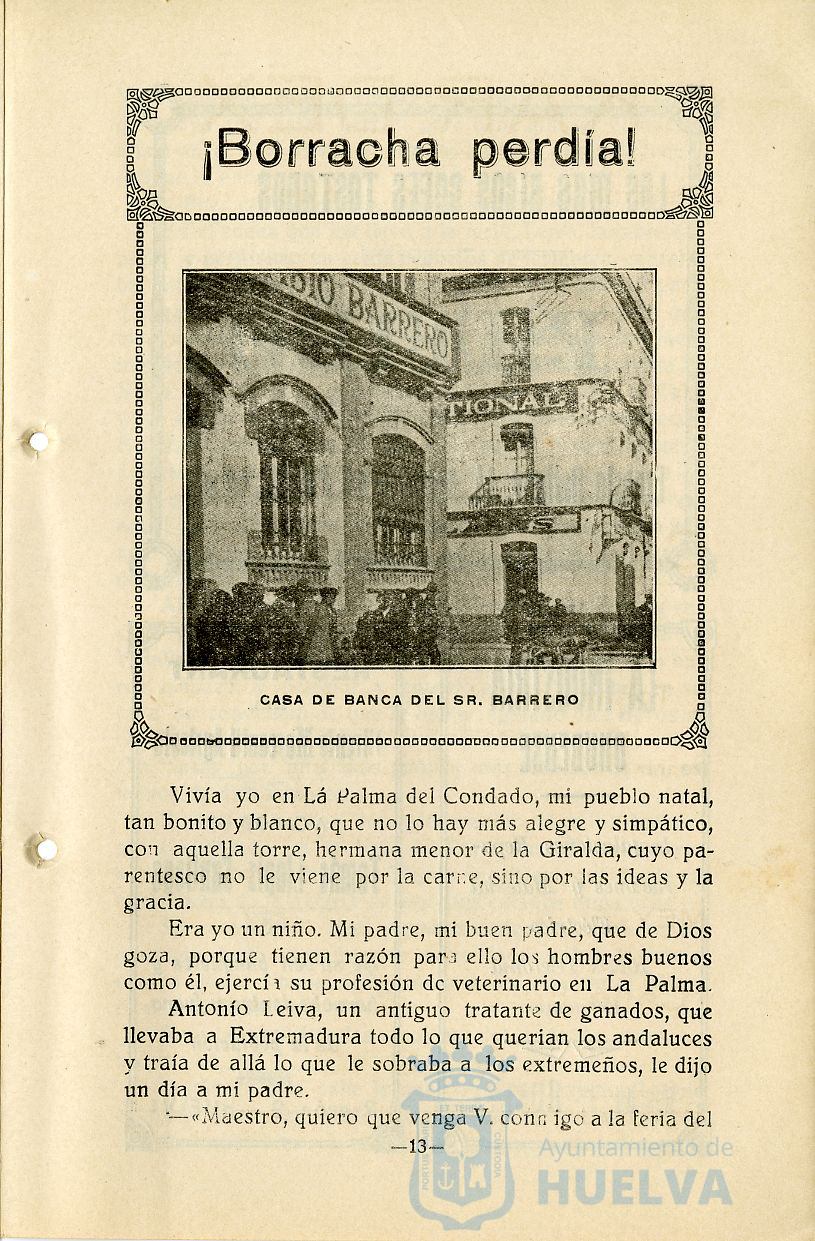 ¡Borracha perdía!
BIO BARRERO
TIONAL
CASA DE BANCA DEL SR. BARRERO
Vivía yo en Lá Palma del Condado, mi pueblo natal,
tan bonito y blanco, que no lo hay más alegre y simpático,
con aquella torre, hermana menor de la Giralda, cuyo pa-
rentesco no le viene por la carne, sino por las ideas y la
gracia.
Era yo un niño. Mi padre, mi buen padre, que de Dios
goza, porque tienen razón para ello los hombres buenos
como él, ejercía su profesión de veterinario en La Palma.
Antonío Leiva, un antiguo tratante de ganados, que
llevaba a Extremadura todo lo que querian los andaluces
y traía de allá lo que le sobraba a los extremeños, le dijo
un día a mi padre.
—«Maestro, quiero que venga V. conmigo a la feria del
—13—
Ayuntamiento de
HUELVA